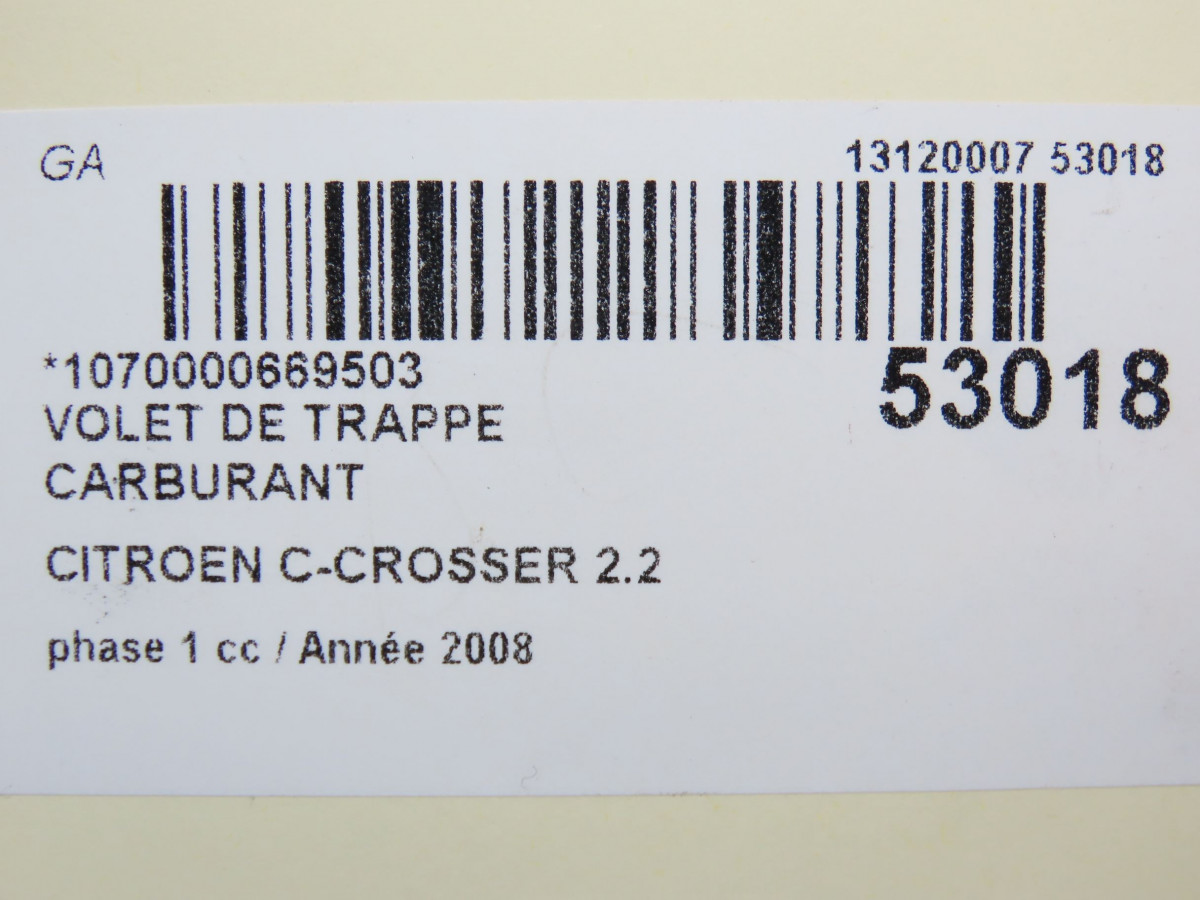 GA
13120007 53018
*1070000669503
53018
VOLET DE TRAPPE
CARBURANT
CITROEN C-CROSSER 2.2
phase 1 cc / Année 2008